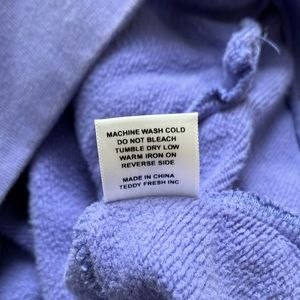 MACHINE WASH COLD
DO NOT BLEACH
TUMBLE DRY LOW
WARM IRON ON
REVERSE SIDE
MADE IN CHINA
TEDDY FRESH INC